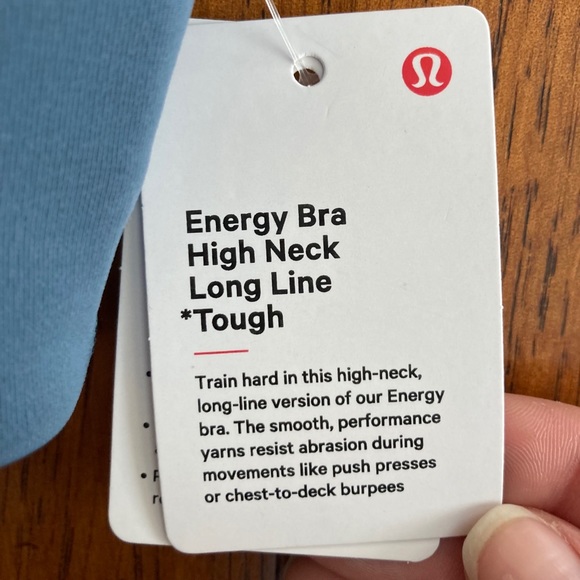 Energy Bra
High Neck
Long Line
*Tough
Train hard in this high-neck,
long-line version of our Energy
bra. The smooth, performance
yarns resist abrasion during
movements like push presses
or chest-to-deck burpees